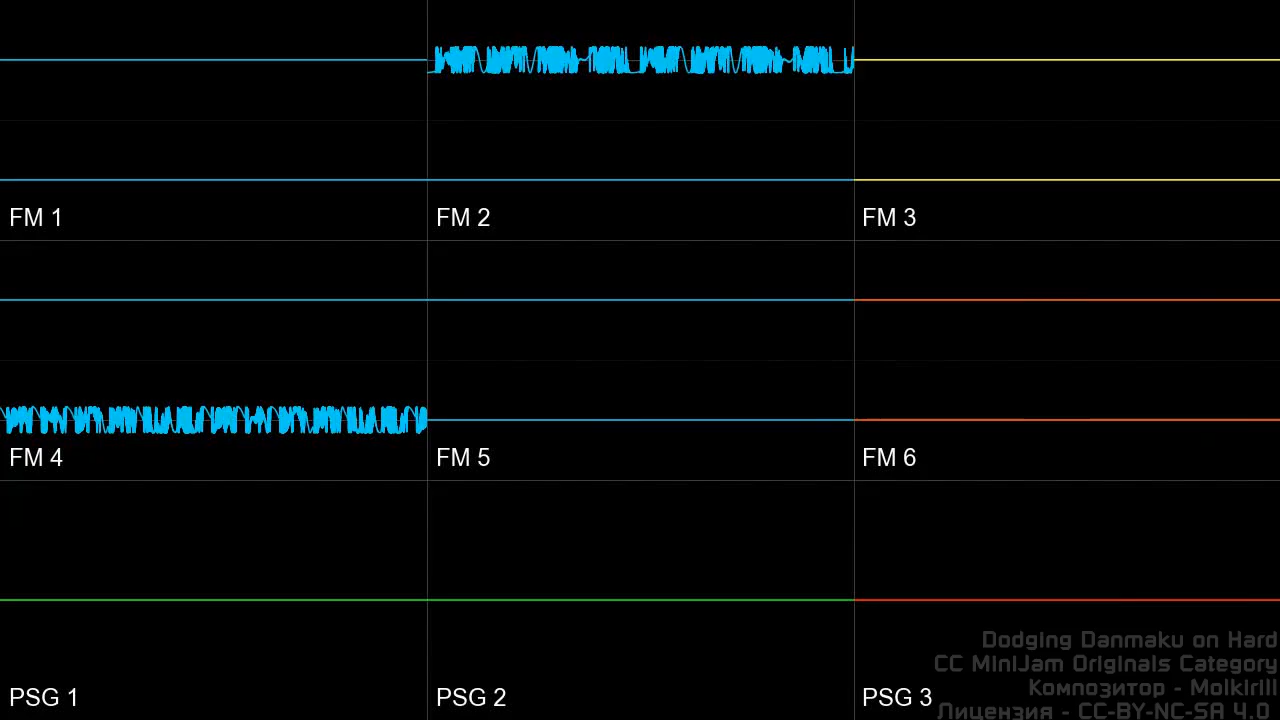 FM 1
FM 2
FM 3
FM 4
FM 5
FM 6
PSG 1
PSG 2
PSG 3
Dodging Danmaku on Hard
CC MiniJam Originals Category
Композитор - Molkirill
Лицензия - CC-BY-NC-SA 4.0